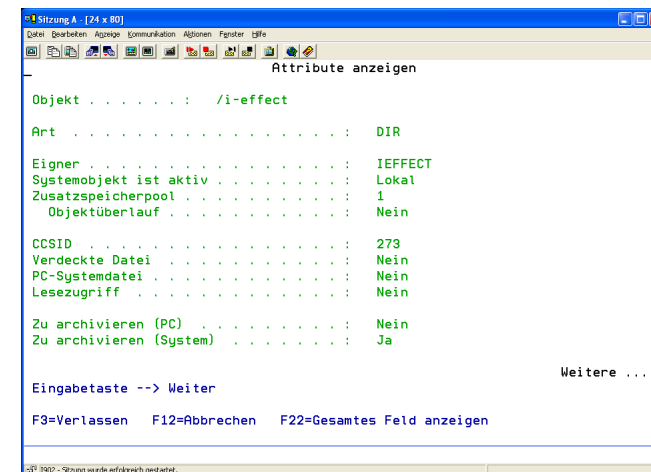 Sitzung A - [24 x 80]
Datei Bearbeiten Anzeige Kommunikation Aktionen Fenster Hilfe
Attribute anzeigen
Objekt . . . . . . : /i-effect
Art . . . . . . . . . . . . . . . . . : DIR
Eigner . . . . . . . . . . . . . . . . : IEFFECT
Systemobjekt ist aktiv . . . . . . . . : Lokal
Zusatzspeicherpool . . . . . . . . . . : 1
Objektüberlauf . . . . . . . . . . . : Nein
CCSID . . . . . . . . . . . . . . . . : 273
Verdeckte Datei . . . . . . . . . . . : Nein
PC-Systemdatei . . . . . . . . . . . . : Nein
Lesezugriff . . . . . . . . . . . . . : Nein
Zu archivieren (PC) . . . . . . . . . : Nein
Zu archivieren (System) . . . . . . . : Ja
Weitere ...
Eingabetaste --> Weiter
F3=Verlassen F12=Abbrechen F22=Gesamtes Feld anzeigen
I902 - Sitzung wurde erfolgreich gestartet.